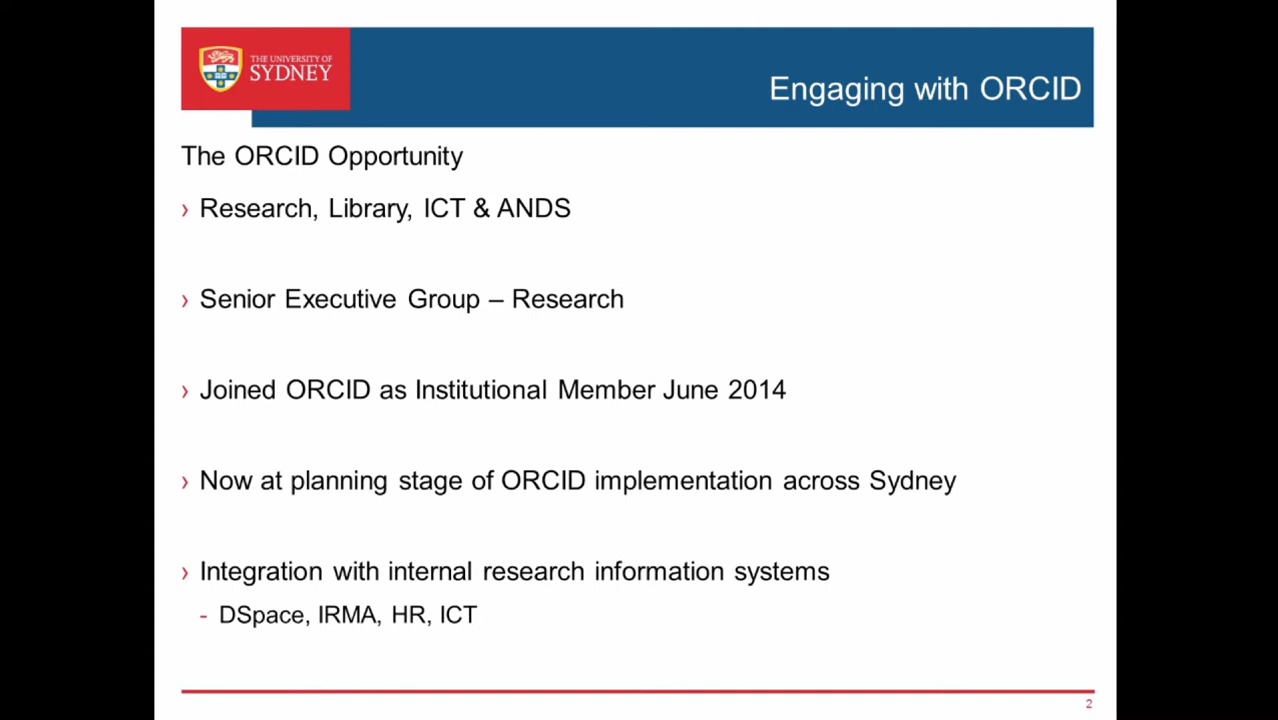 THE UNIVERSITY OF
SYDNEY
Engaging with ORCID
The ORCID Opportunity
› Research, Library, ICT & ANDS
› Senior Executive Group – Research
› Joined ORCID as Institutional Member June 2014
› Now at planning stage of ORCID implementation across Sydney
› Integration with internal research information systems
- DSpace, IRMA, HR, ICT
2